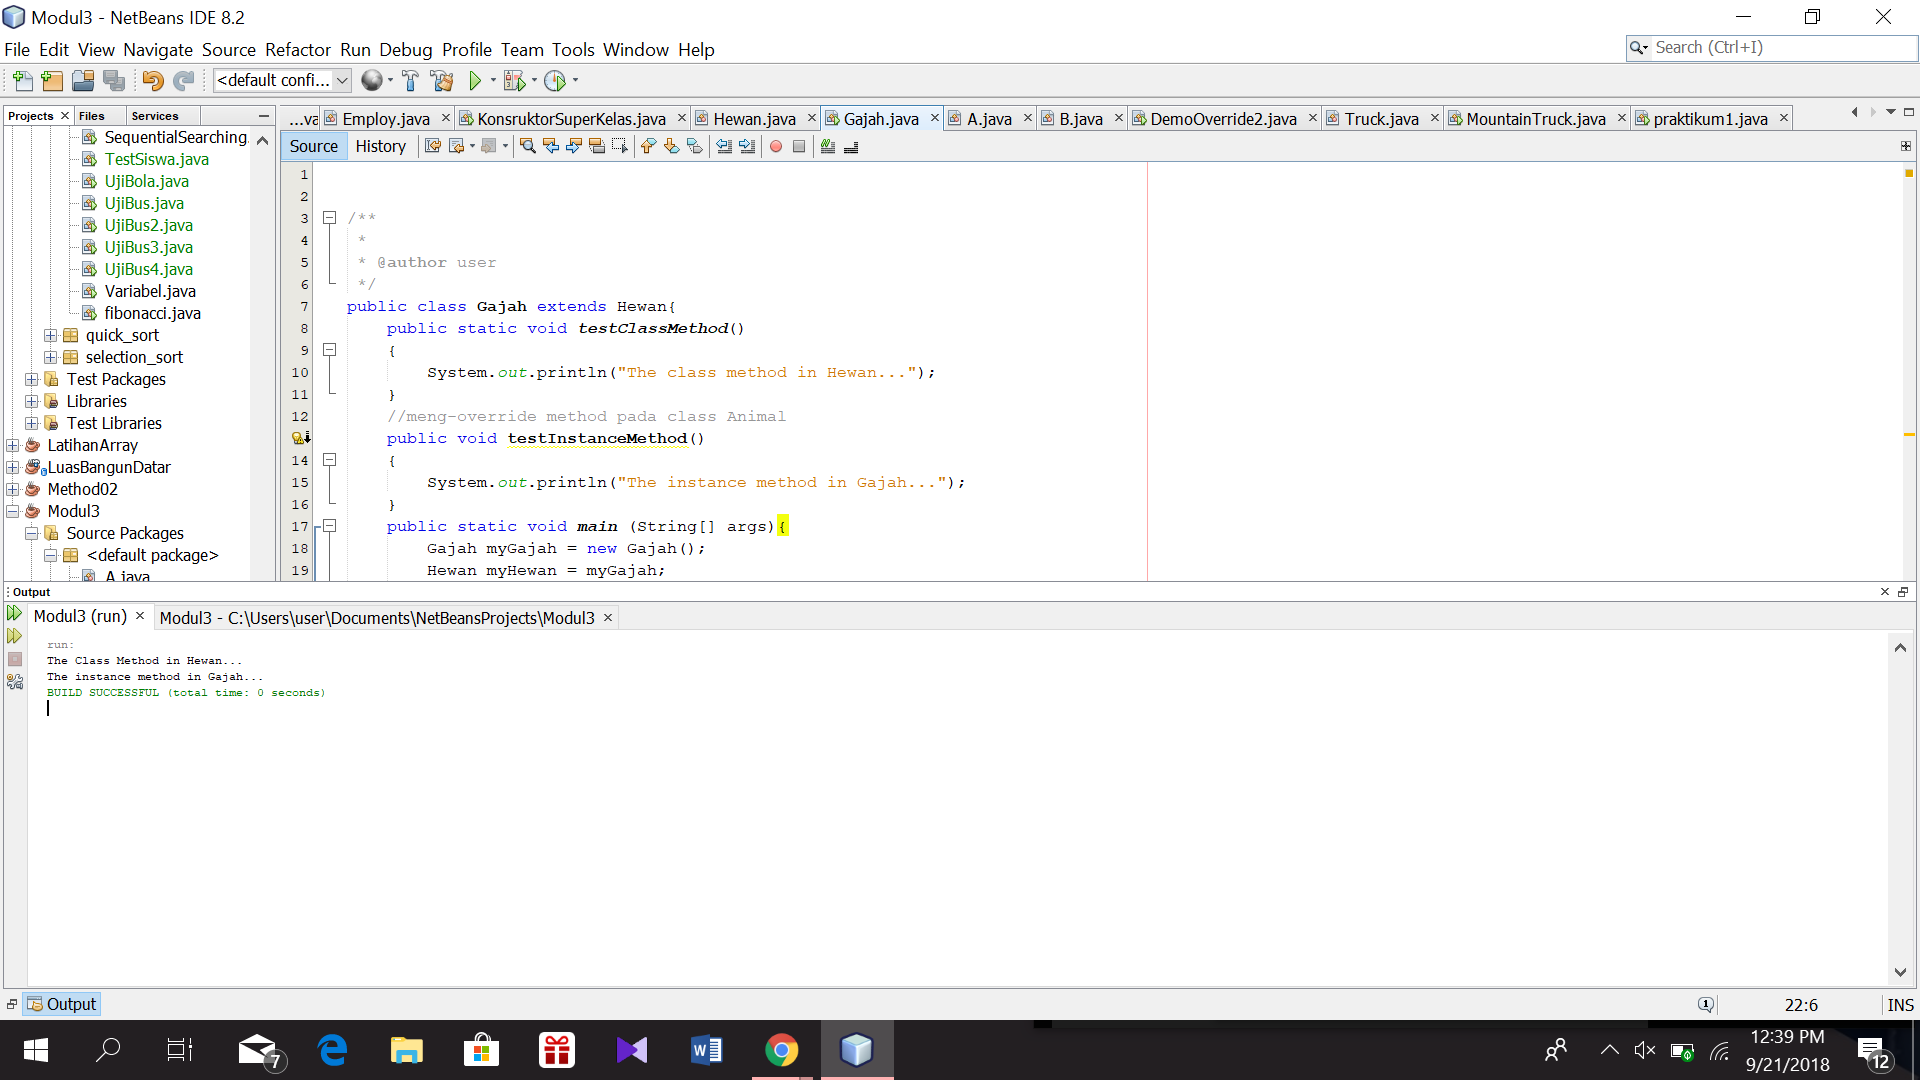 Modul3 - NetBeans IDE 8.2
File Edit View Navigate Source Refactor Run Debug Profile Team Tools Window Help
Search (Ctrl+I)
<default confi...
Projects Files Services
SequentialSearching.
TestSiswa.java
UjiBola.java
UjiBus.java
UjiBus2.java
UjiBus3.java
UjiBus4.java
Variabel.java
fibonacci.java
quick_sort
selection_sort
Test Packages
Libraries
Test Libraries
LatihanArray
LuasBangunDatar
Method02
Modul3
Source Packages
<default package>
A.java
...va Employ.java KonsruktorSuperKelas.java Hewan.java Gajah.java A.java B.java DemoOverride2.java Truck.java MountainTruck.java praktikum1.java
Source History
1
2
3 /**
4 *
5 * @author user
6 */
7 public class Gajah extends Hewan{
8 public static void testClassMethod()
9 {
10 System.out.println("The class method in Hewan...");
11 }
12 //meng-override method pada class Animal
public void testInstanceMethod()
14 {
15 System.out.println("The instance method in Gajah...");
16 }
17 public static void main (String[] args){
18 Gajah myGajah = new Gajah();
19 Hewan myHewan = myGajah;
Output
Modul3 (run) Modul3 - C:\Users\user\Documents\NetBeansProjects\Modul3
run:
The Class Method in Hewan...
The instance method in Gajah...
BUILD SUCCESSFUL (total time: 0 seconds)
Output
1
22:6
INS
7
12:39 PM
9/21/2018
12